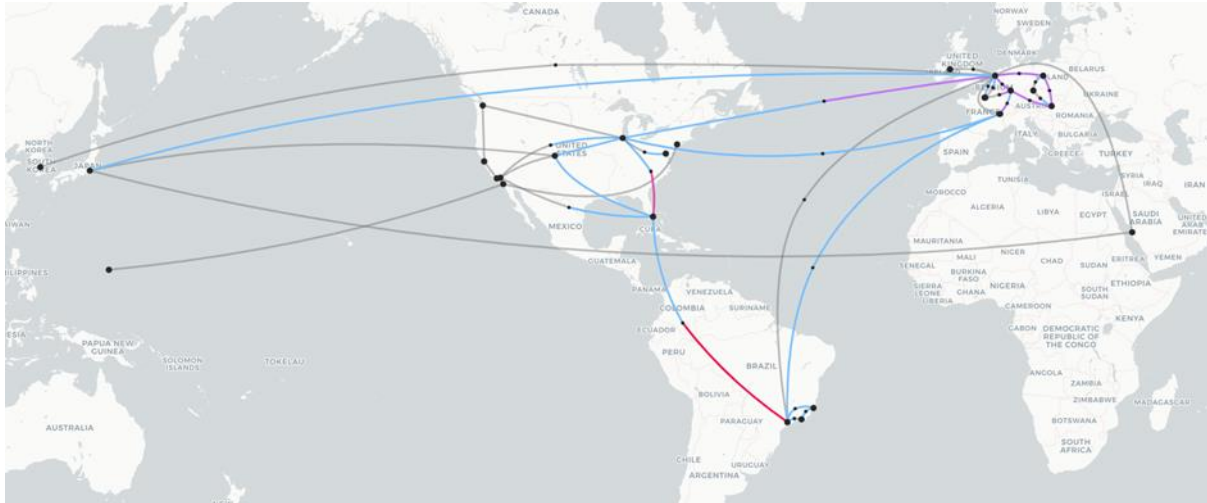 CANADA
NORWAY
SWEDEN
UNITED
KINGDOM
DENMARK
BELARUS
UKRAINE
FRANCE
ROMANIA
ITALY
BULGARIA
SPAIN
GREECE
TURKEY
NORTH
KOREA
SOUTH
KOREA
JAPAN
UNITED
STATES
TUNISIA
SYRIA
MOROCCO
ISRAEL
IRAQ
IRAN
ALGERIA
LIBYA
EGYPT
SAUDI
ARABIA
UNITED
ARAB
EMIRATES
MEXICO
CUBA
MAURITANIA
MALI
NIGER
CHAD
SUDAN
ERITREA
YEMEN
GUATEMALA
SENEGAL
BURKINA
FASO
SIERRA
LEONE
GHANA
NIGERIA
SOUTH
SUDAN
ETHIOPIA
LIBERIA
PANAMA
VENEZUELA
COLOMBIA
SURINAME
CAMEROON
ECUADOR
GABON
DEMOCRATIC
REPUBLIC OF
THE CONGO
KENYA
PAPUA NEW
GUINEA
SOLOMON
ISLANDS
TOKELAU
PERU
BRAZIL
ANGOLA
ZAMBIA
BOLIVIA
ZIMBABWE
MADAGASCAR
PARAGUAY
BOTSWANA
AUSTRALIA
SOUTH
AFRICA
CHILE
URUGUAY
ARGENTINA